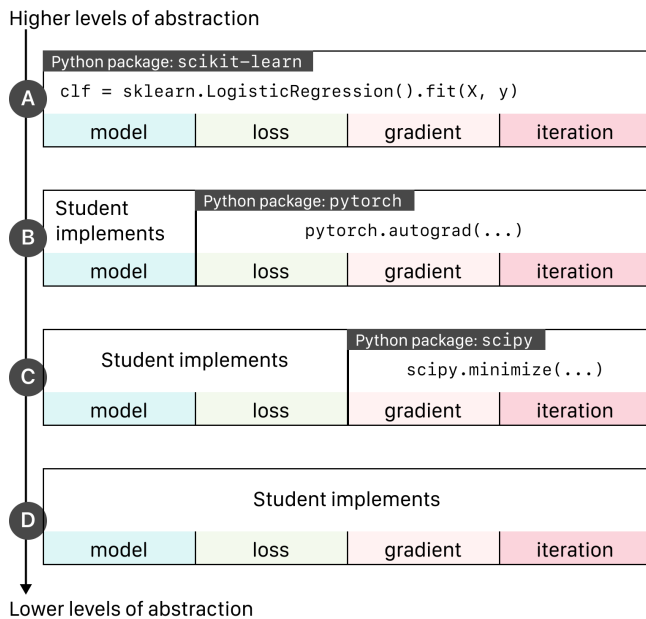 Higher levels of abstraction
Python package: scikit-learn
A
clf = sklearn.LogisticRegression().fit(X, y)
model loss gradient iteration
Student
implements
Python package: pytorch
B
pytorch.autograd(...)
model loss gradient iteration
Python package: scipy
Student implements
C
scipy.minimize(...)
model loss gradient iteration
Student implements
D
model loss gradient iteration
Lower levels of abstraction